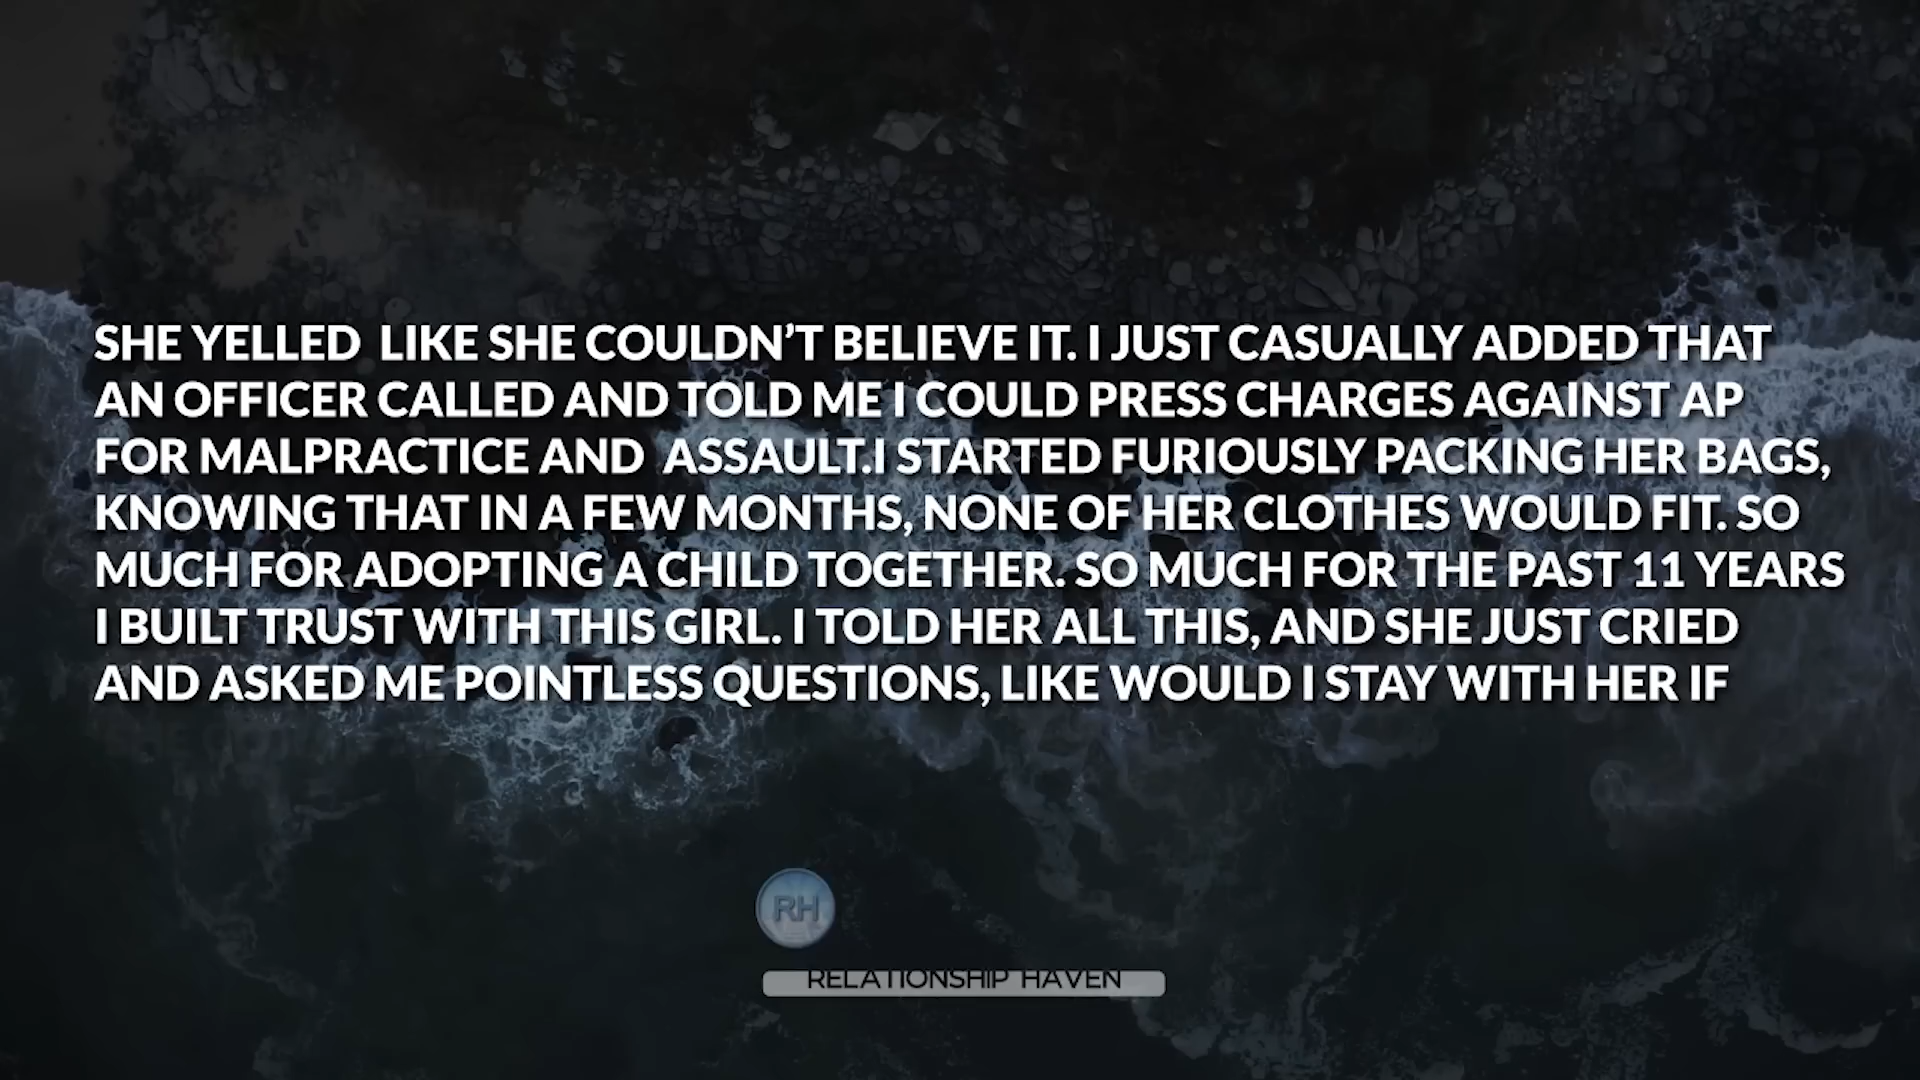 SHE YELLED  LIKE SHE COULDN’T BELIEVE IT. I JUST CASUALLY ADDED THAT
AN OFFICER CALLED AND TOLD ME I COULD PRESS CHARGES AGAINST AP
FOR MALPRACTICE AND  ASSAULT.I STARTED FURIOUSLY PACKING HER BAGS,
KNOWING THAT IN A FEW MONTHS, NONE OF HER CLOTHES WOULD FIT. SO
MUCH FOR ADOPTING A CHILD TOGETHER. SO MUCH FOR THE PAST 11 YEARS
I BUILT TRUST WITH THIS GIRL. I TOLD HER ALL THIS, AND SHE JUST CRIED
AND ASKED ME POINTLESS QUESTIONS, LIKE WOULD I STAY WITH HER IF
RH
RELATIONSHIP HAVEN